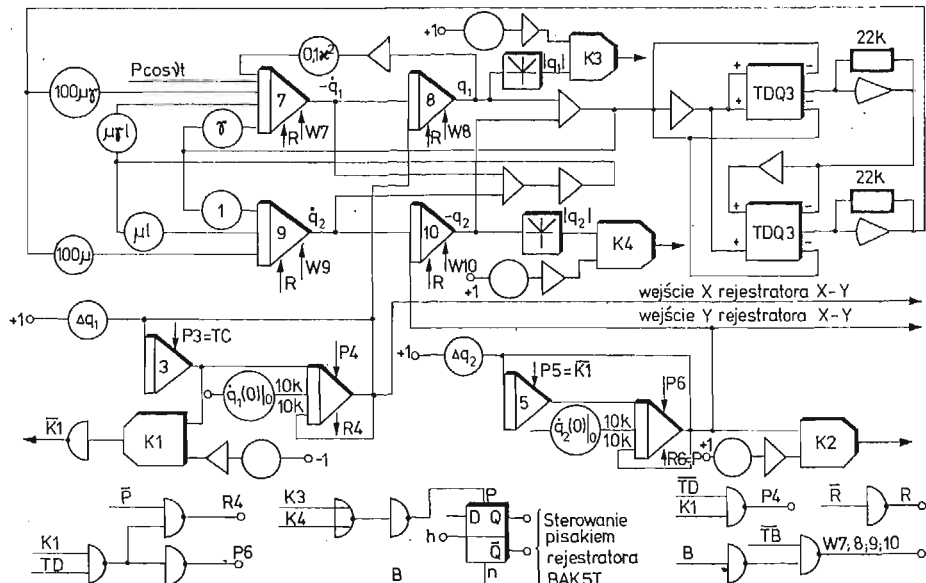 +1
0,1ϰ²
|q₁|
K3
22K
Pcosνt
-q̇₁
q₁
100μγ
7
8
TDQ3
+
-
+
-
μγl
γ
R
W7
R
W8
22K
1
q̇₂
-q₂
|q₂|
+
-
TDQ3
+
-
μl
9
10
K4
100μ
R
W9
R
W10
+1
wejście X rejestratora X-Y
wejście Y rejestratora X-Y
+1
Δq₁
P3=TC
P4
+1
Δq₂
P5=K̅1̅
P6
3
5
q̇₁(0)|₀
10k
10k
R4
q̇₂(0)|₀
10k
10k
R6=P
+1
K̅1̅
K1
-1
K2
P̅
R4
K3
K4
P
D Q
h
Q̅
n
B
Sterowanie
pisakiem
rejestratora
BAK5T
T̅D̅
K1
P4
R̅
R
K1
TD
P6
B
T̅B̅
W7; 8; 9; 10